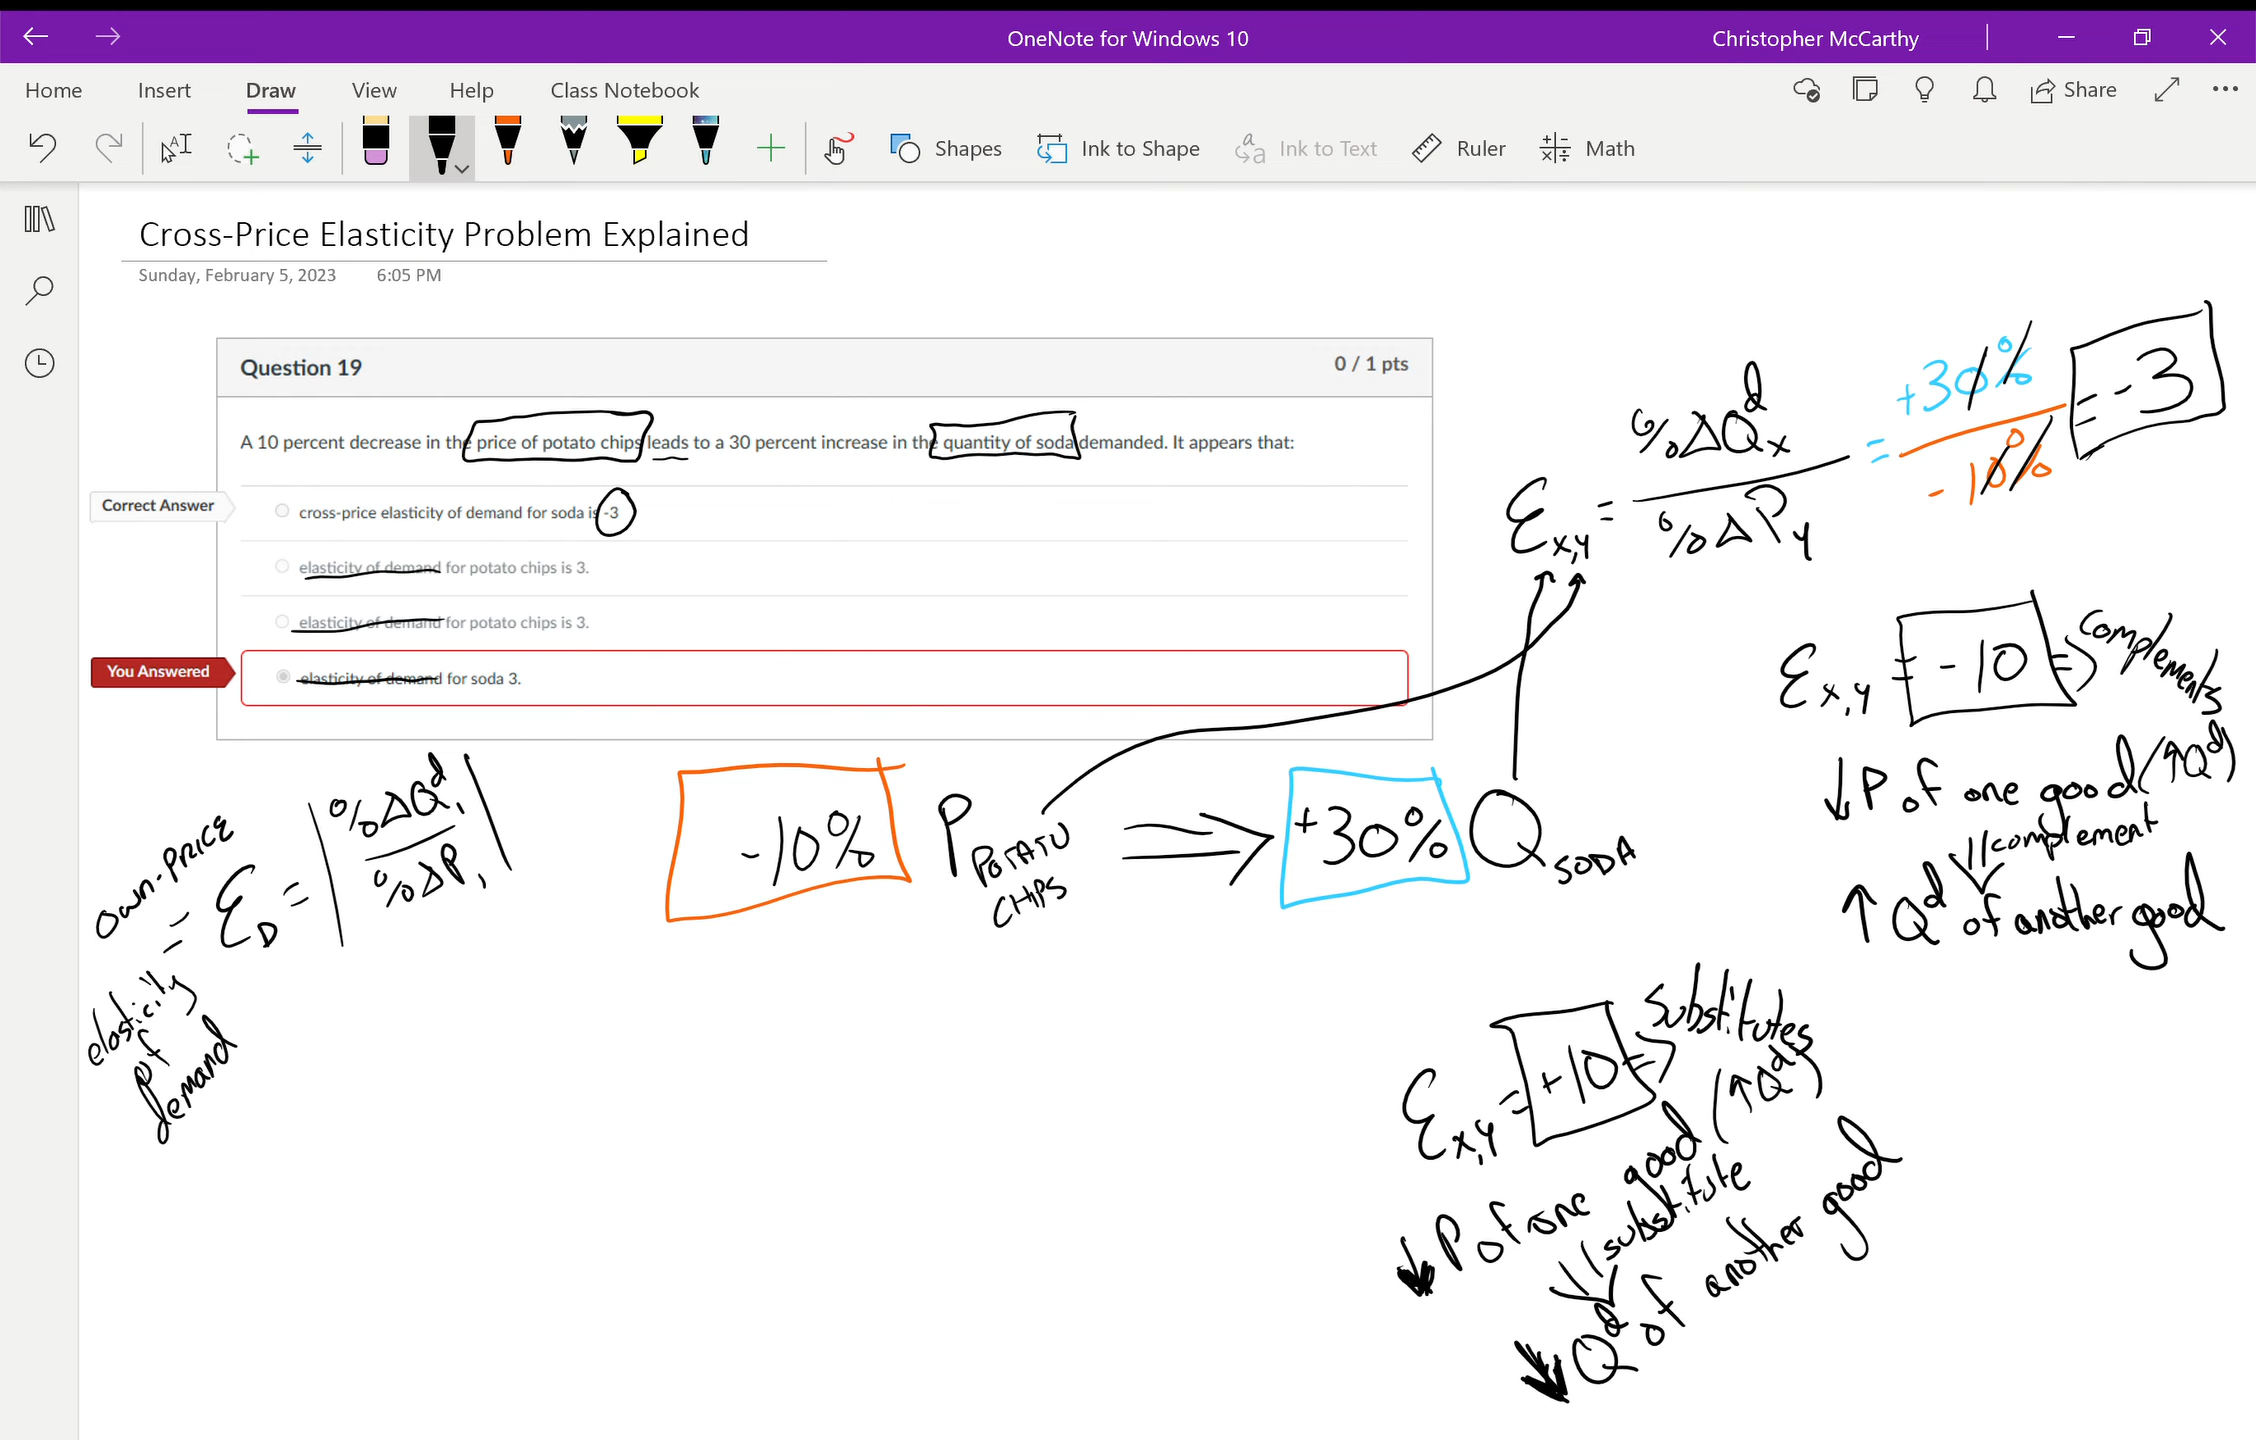 OneNote for Windows 10
Christopher McCarthy
Home Insert Draw View Help Class Notebook
Share
Shapes Ink to Shape Ink to Text Ruler Math
Cross-Price Elasticity Problem Explained
Sunday, February 5, 2023 6:05 PM
Question 19
0 / 1 pts
A 10 percent decrease in the price of potato chips leads to a 30 percent increase in the quantity of soda demanded. It appears that:
Correct Answer
cross-price elasticity of demand for soda is -3
elasticity of demand for potato chips is 3.
elasticity of demand for potato chips is 3.
You Answered
elasticity of demand for soda 3.
Ɛx,y = %ΔQxᵈ / %ΔPy = +30% / -10% = -3
Ɛx,y = -10 => complements
↓P of one good (↑Qᵈ)
complement
↑ Qᵈ of another good
own-PRICE elasticity of demand = ƐD = |%ΔQ₁ᵈ / %ΔP₁|
-10% P POTATO CHIPS => +30% Q SODA
Ɛx,y = +10 => Substitutes
↓P of one good (↑Qᵈ)
substitute
↓Qᵈ of another good